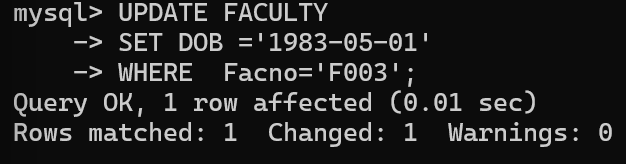 mysql> UPDATE FACULTY
    -> SET DOB ='1983-05-01'
    -> WHERE  Facno='F003';
Query OK, 1 row affected (0.01 sec)
Rows matched: 1  Changed: 1  Warnings: 0